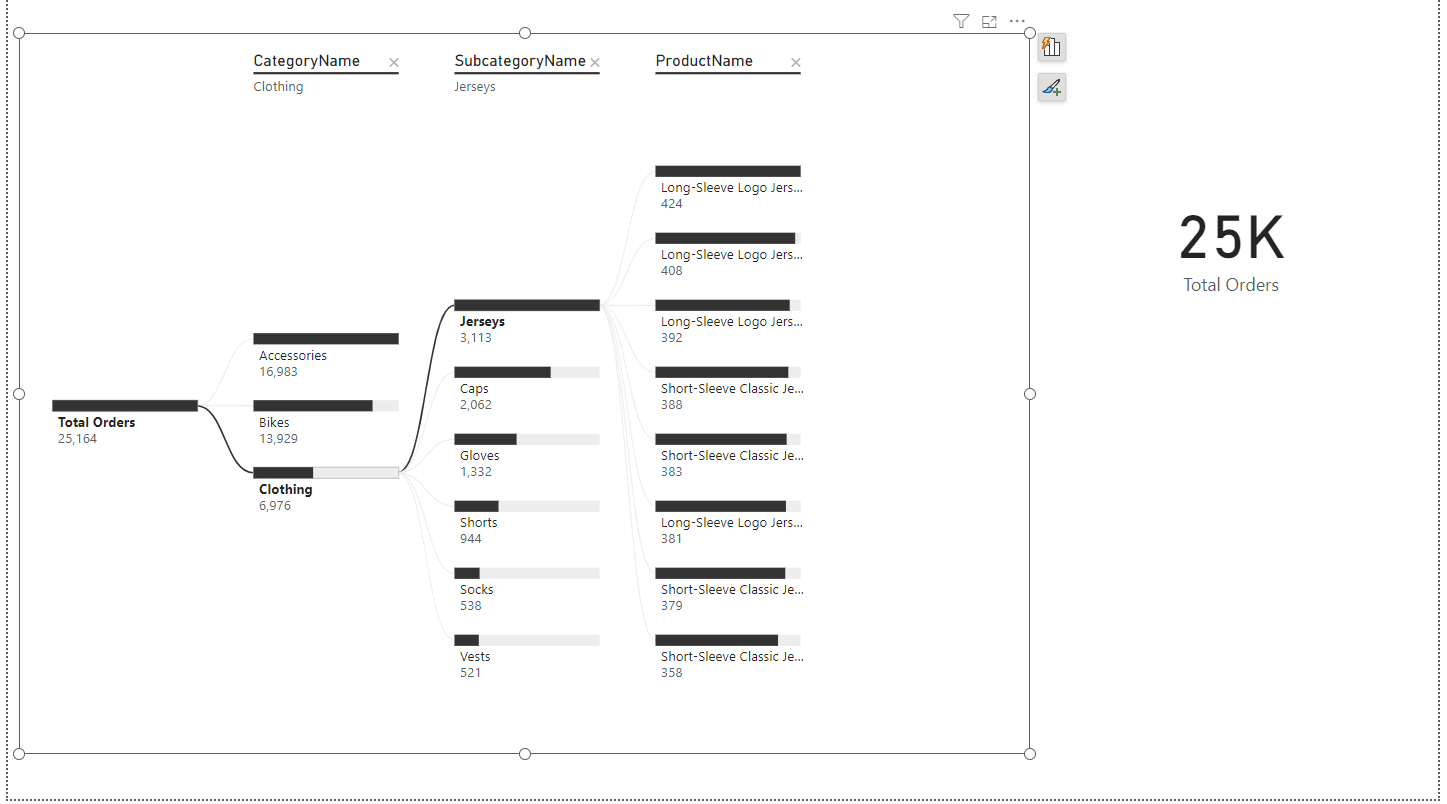 CategoryName
Clothing
SubcategoryName
Jerseys
ProductName
Total Orders
25,164
Accessories
16,983
Bikes
13,929
Clothing
6,976
Jerseys
3,113
Caps
2,062
Gloves
1,332
Shorts
944
Socks
538
Vests
521
Long-Sleeve Logo Jers...
424
Long-Sleeve Logo Jers...
408
Long-Sleeve Logo Jers...
392
Short-Sleeve Classic Je...
388
Short-Sleeve Classic Je...
383
Long-Sleeve Logo Jers...
381
Short-Sleeve Classic Je...
379
Short-Sleeve Classic Je...
358
25K
Total Orders